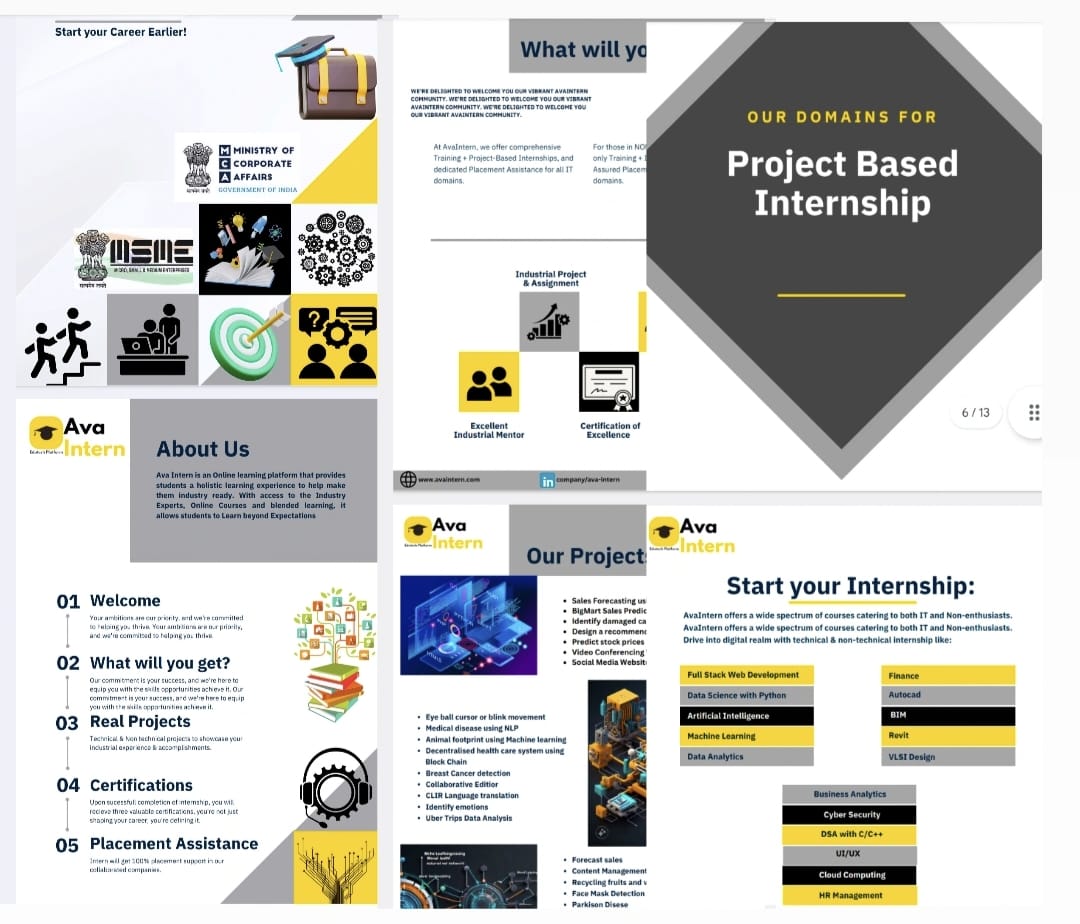 Start your Career Earlier!
MINISTRY OF
CORPORATE
AFFAIRS
GOVERNMENT OF INDIA
सत्यमेव जयते
MSME
MICRO, SMALL & MEDIUM ENTERPRISES
सत्यमेव जयते
Ava
Intern
About Us
Ava Intern is an Online learning platform that provides
students a holistic learning experience to help make
them industry ready. With access to the Industry
Experts, Online Courses and blended learning, it
allows students to Learn beyond Expectations
01 Welcome
Your ambitions are our priority, and we're committed
to helping you thrive. Your ambitions are our priority,
and we're committed to helping you thrive.
02 What will you get?
Our commitment is your success, and we're here to
equip you with the skills opportunities achieve it. Our
commitment is your success, and we're here to equip
you with the skills opportunities achieve it.
03 Real Projects
Technical & Non technical projects to showcase your
industrial experience & accomplishments.
04 Certifications
Upon sucessfull completion of internship, you will
recieve three valuable certifications, you're not just
shaping your career, you're defining it.
05 Placement Assistance
Intern will get 100% placement support in our
collaborated companies.
What will yo
WE'RE DELIGHTED TO WELCOME YOU OUR VIBRANT AVAINTERN
COMMUNITY. WE'RE DELIGHTED TO WELCOME YOU OUR VIBRANT
AVAINTERN COMMUNITY. WE'RE DELIGHTED TO WELCOME YOU
OUR VIBRANT AVAINTERN COMMUNITY.
At AvaIntern, we offer comprehensive
Training + Project-Based Internships, and
dedicated Placement Assistance for all IT
domains.
For those in NO
only Training +
Assured Placem
domains.
Industrial Project
& Assignment
Excellent
Industrial Mentor
Certification of
Excellence
www.avaintern.com
in company/ava-intern
OUR DOMAINS FOR
Project Based
Internship
6 / 13
Ava
Intern
Our Project
Sales Forecasting us
BigMart Sales Predic
Identify damaged ca
Design a recommen
Predict stock prices
Video Conferencing
Social Media Websit
Eye ball cursor or blink movement
Medical disease using NLP
Animal footprint using Machine learning
Decentralised health care system using
Block Chain
Breast Cancer detection
Collaborative Editior
CLIR Language translation
Identify emotions
Uber Trips Data Analysis
Forecast sales
Content Management
Recycling fruits and v
Face Mask Detection
Parkison Disese
Ava
Intern
Start your Internship:
AvaIntern offers a wide spectrum of courses catering to both IT and Non-enthusiasts.
AvaIntern offers a wide spectrum of courses catering to both IT and Non-enthusiasts.
Drive into digital realm with technical & non-technical internship like:
Full Stack Web Development
Data Science with Python
Artificial Intelligence
Machine Learning
Data Analytics
Finance
Autocad
BIM
Revit
VLSI Design
Business Analytics
Cyber Security
DSA with C/C++
UI/UX
Cloud Computing
HR Management